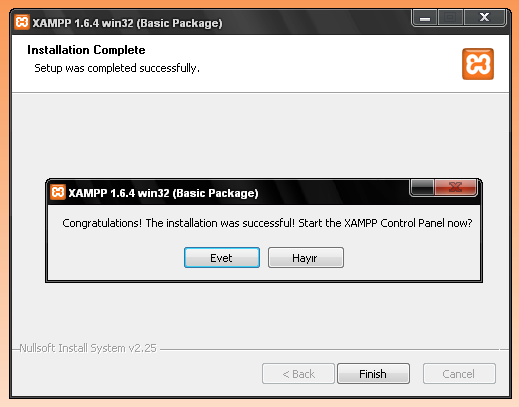 XAMPP 1.6.4 win32 (Basic Package)
Installation Complete
Setup was completed successfully.
XAMPP 1.6.4 win32 (Basic Package)
Congratulations! The installation was successful! Start the XAMPP Control Panel now?
Evet Hayır
Nullsoft Install System v2.25
< Back Finish Cancel